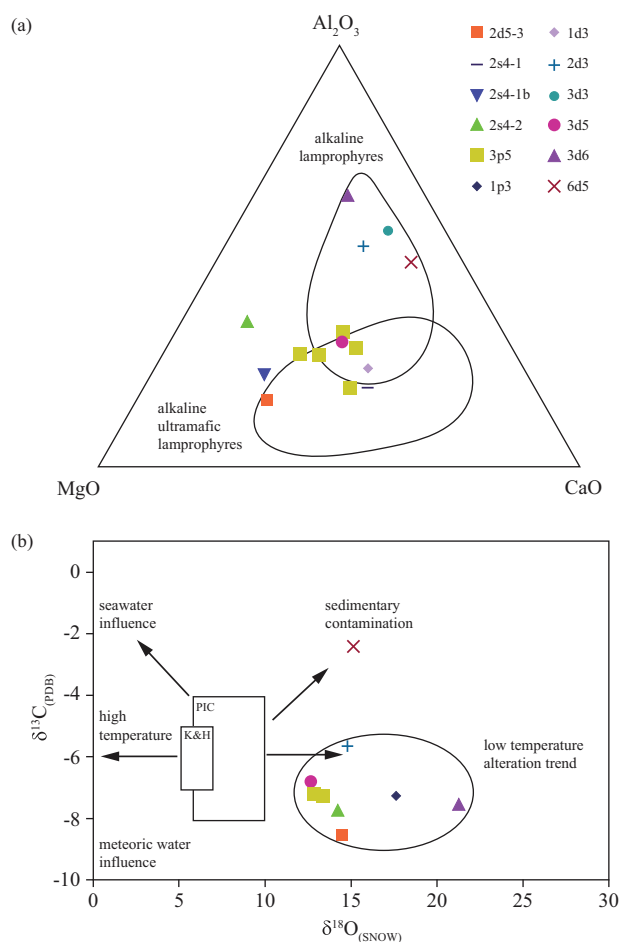 (a)
Al₂O₃
2d5-3 1d3
2s4-1 2d3
2s4-1b 3d3
2s4-2 3d5
3p5 3d6
1p3 6d5
alkaline
lamprophyres
alkaline
ultramafic
lamprophyres
MgO CaO
(b)
0
-2
-4
-6
-8
-10
δ¹³C(PDB)
seawater
influence
sedimentary
contamination
PIC
high
temperature
K&H
low temperature
alteration trend
meteoric water
influence
0 5 10 15 20 25 30
δ¹⁸O(SNOW)